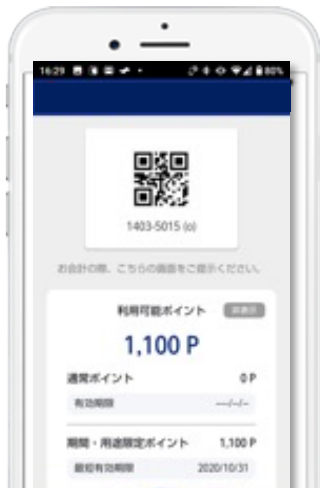 16:29
80%
1403-5015 (o)
お会計の際、こちらの画面をご提示ください。
利用可能ポイント 非表示
1,100 P
通常ポイント 0 P
有効期限 ---/--/--
期間・用途限定ポイント 1,100 P
最短有効期限 2020/10/31